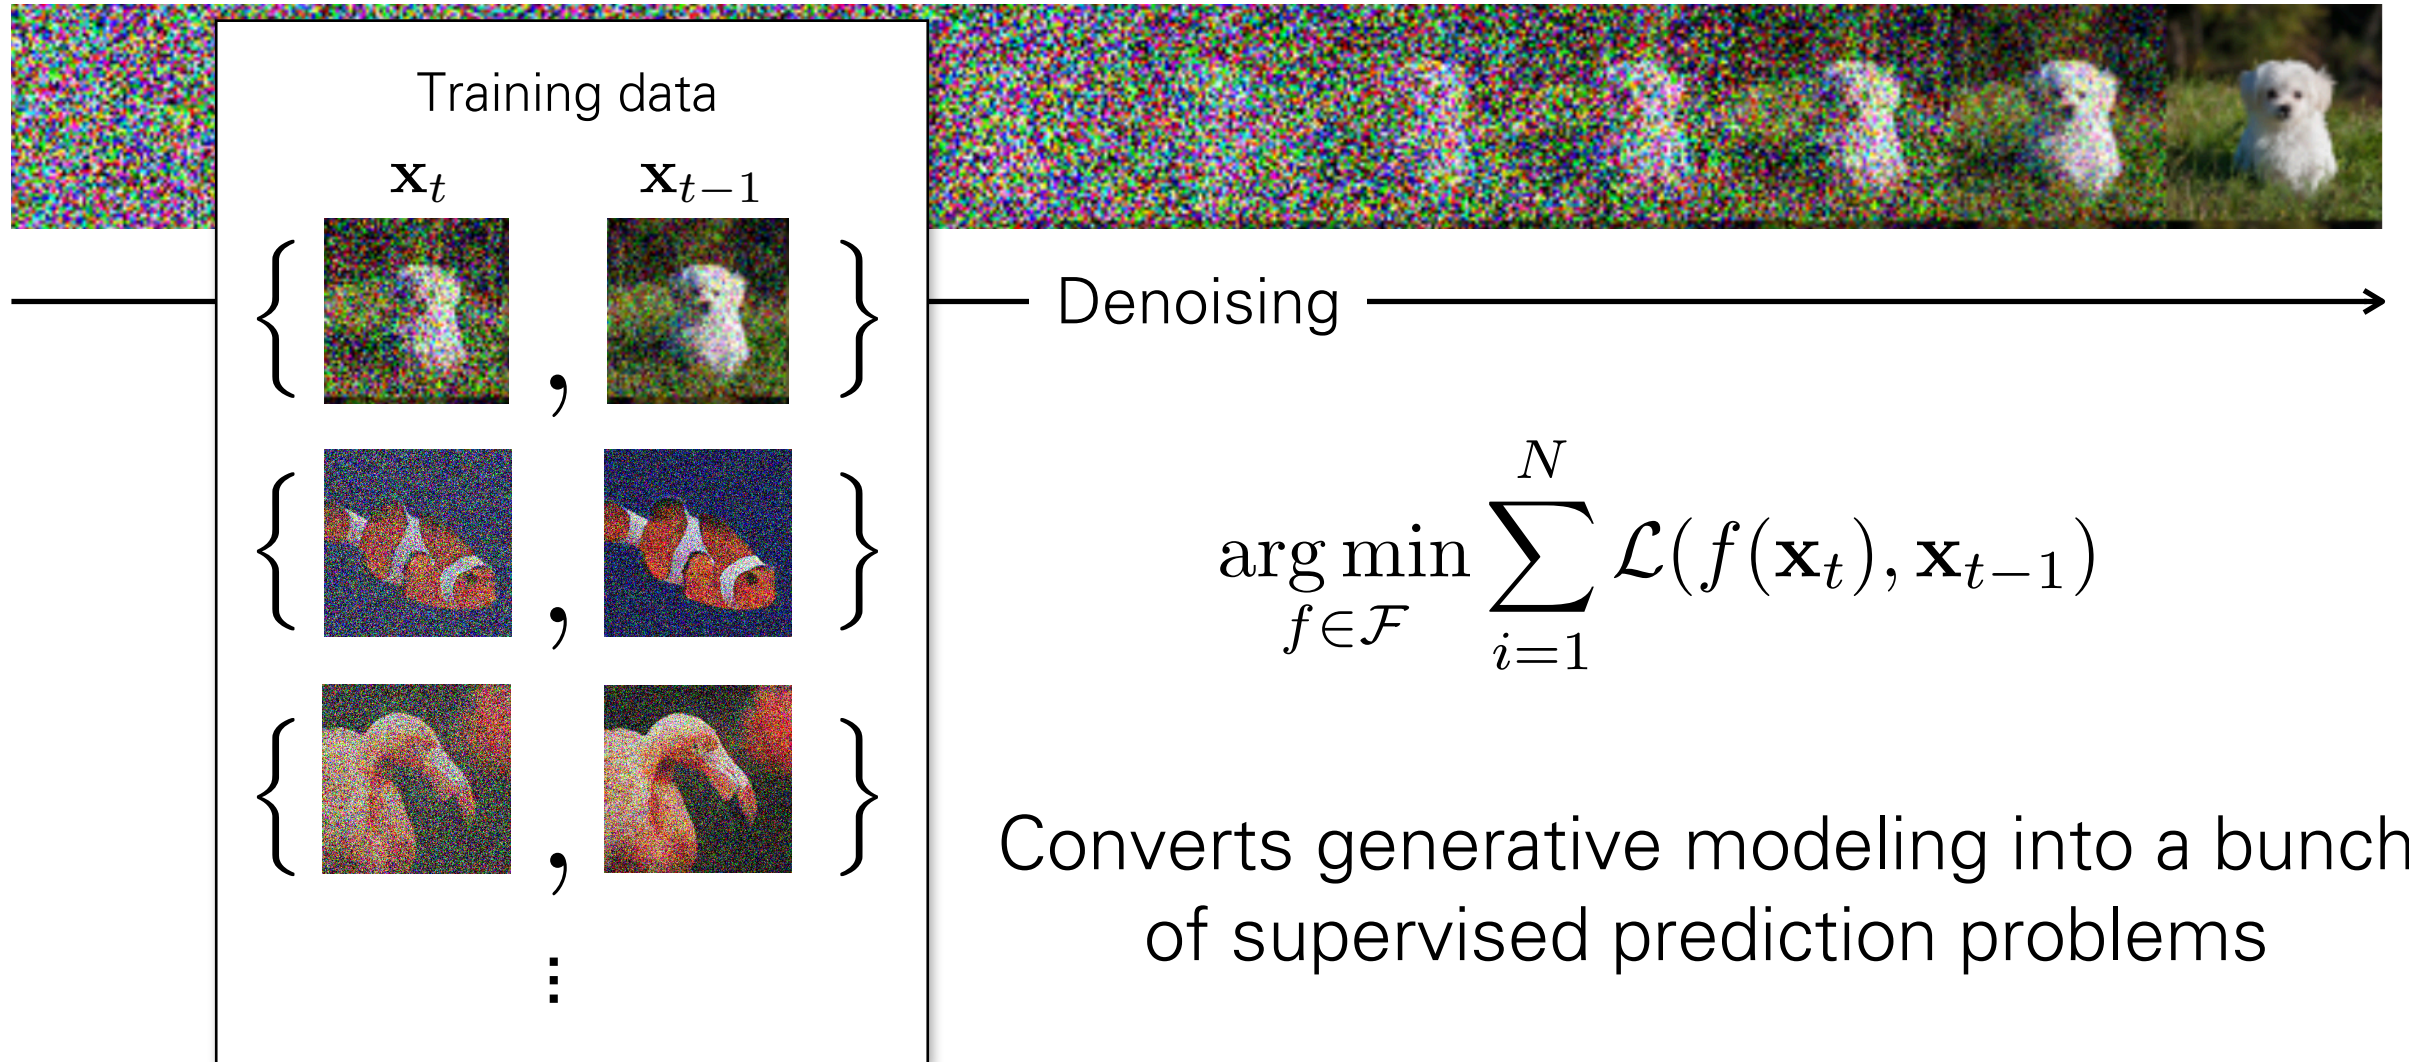 Training data
x_t x_{t-1}
{ , }
Denoising
{ , }
arg min_{f∈ℱ} ∑_{i=1}^{N} ℒ(f(x_t), x_{t-1})
{ , }
Converts generative modeling into a bunch
of supervised prediction problems
⋮